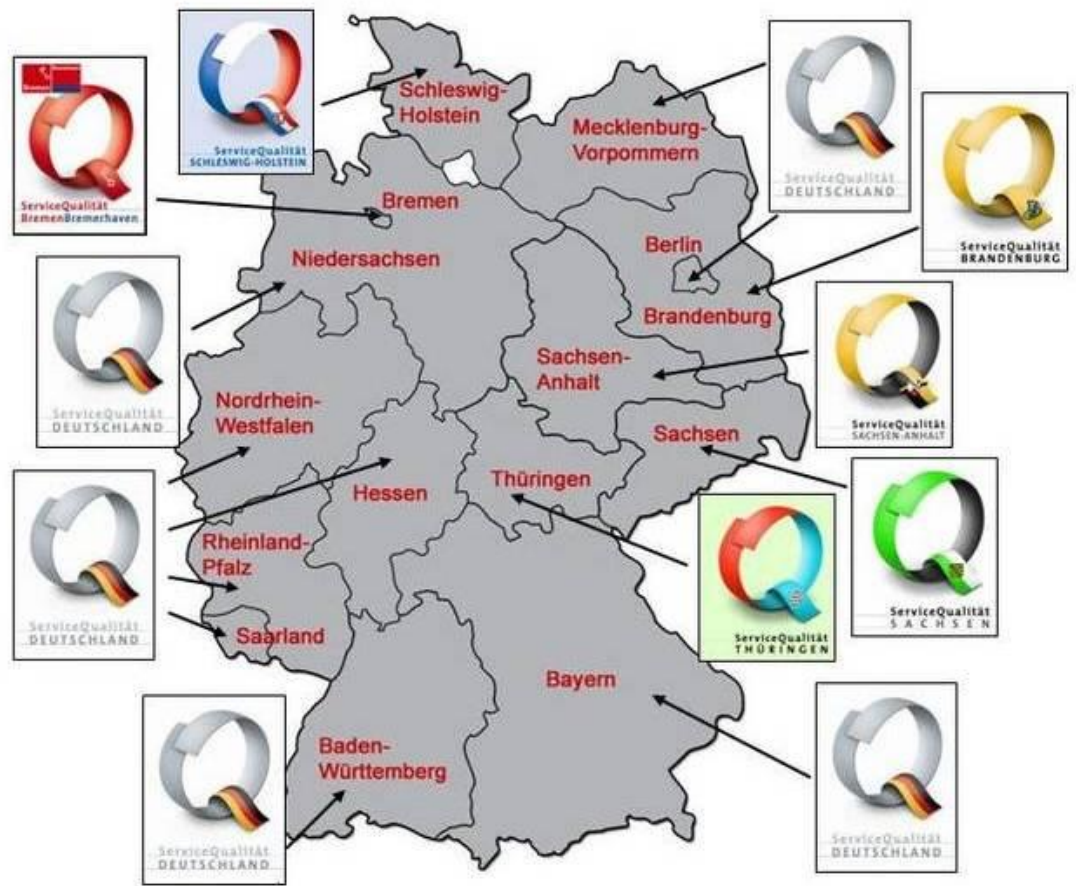 ServiceQualität
BremenBremerhaven
ServiceQualität
SCHLESWIG-HOLSTEIN
Schleswig-
Holstein
Mecklenburg-
Vorpommern
ServiceQualität
DEUTSCHLAND
ServiceQualität
BRANDENBURG
Bremen
Niedersachsen
Berlin
Brandenburg
ServiceQualität
DEUTSCHLAND
Sachsen-
Anhalt
ServiceQualität
SACHSEN-ANHALT
Nordrhein-
Westfalen
Hessen
Thüringen
Sachsen
Rheinland-
Pfalz
Saarland
ServiceQualität
DEUTSCHLAND
ServiceQualität
THÜRINGEN
ServiceQualität
SACHSEN
Bayern
Baden-
Württemberg
ServiceQualität
DEUTSCHLAND
ServiceQualität
DEUTSCHLAND